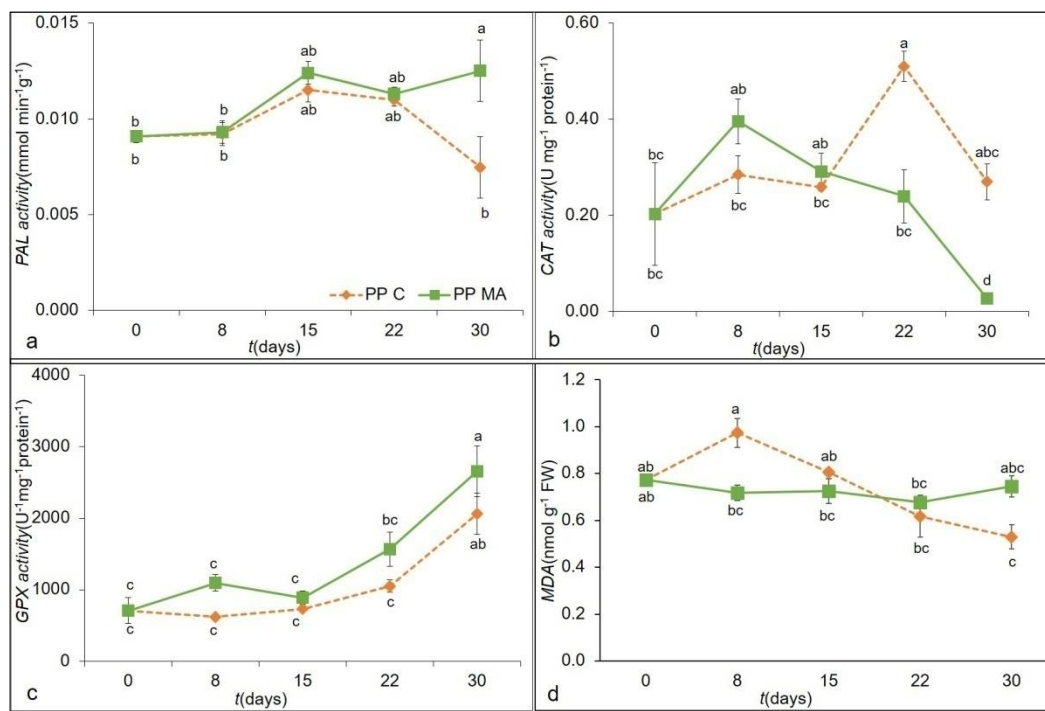 PAL activity(mmol min-1g-1)
0.015
0.010
0.005
0.000
b
b
b
b
ab
ab
ab
ab
a
b
PP C PP MA
0 8 15 22 30
t(days)
a
CAT activity(U mg-1 protein-1)
0.60
0.40
0.20
0.00
bc
bc
ab
bc
ab
bc
a
bc
abc
d
0 8 15 22 30
t(days)
b
GPX activity(U-1mg-1protein-1)
4000
3000
2000
1000
0
c
c
c
c
c
c
bc
c
a
ab
0 8 15 22 30
t(days)
c
MDA(nmol g-1 FW)
1.2
1.0
0.8
0.6
0.4
0.2
0.0
ab
ab
a
bc
ab
bc
bc
bc
abc
c
0 8 15 22 30
t(days)
d